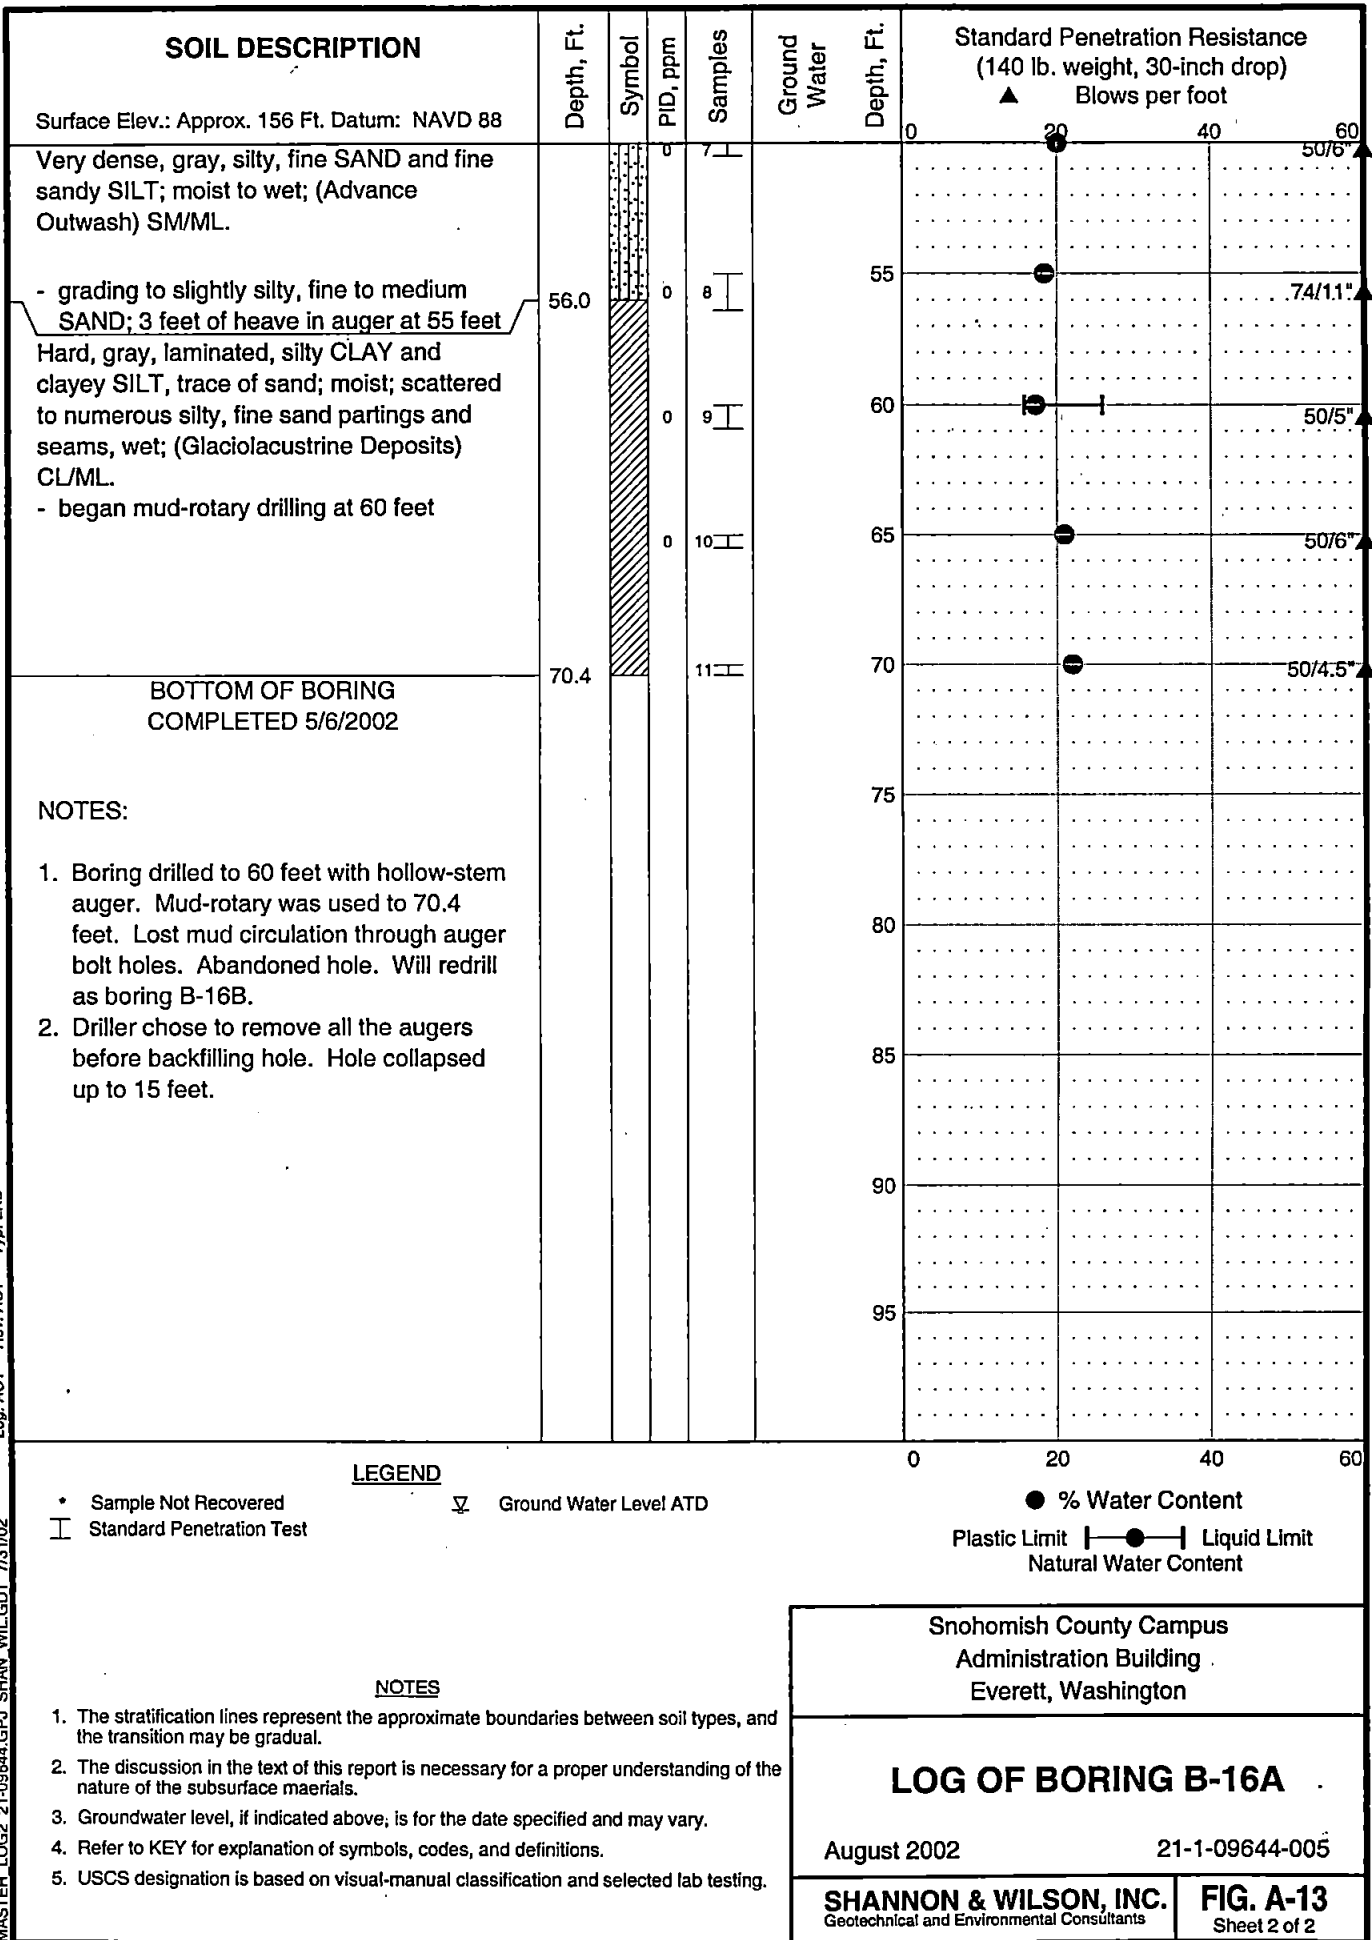 SOIL DESCRIPTION
Surface Elev.: Approx. 156 Ft. Datum: NAVD 88
Depth, Ft.
Symbol
PID, ppm
Samples
Ground
Water
Depth, Ft.
Standard Penetration Resistance
(140 lb. weight, 30-inch drop)
▲ Blows per foot
0 20 40 60
Very dense, gray, silty, fine SAND and fine
sandy SILT; moist to wet; (Advance
Outwash) SM/ML.
- grading to slightly silty, fine to medium
SAND; 3 feet of heave in auger at 55 feet
56.0
Hard, gray, laminated, silty CLAY and
clayey SILT, trace of sand; moist; scattered
to numerous silty, fine sand partings and
seams, wet; (Glaciolacustrine Deposits)
CL/ML.
- began mud-rotary drilling at 60 feet
70.4
BOTTOM OF BORING
COMPLETED 5/6/2002
NOTES:
1. Boring drilled to 60 feet with hollow-stem
auger. Mud-rotary was used to 70.4
feet. Lost mud circulation through auger
bolt holes. Abandoned hole. Will redrill
as boring B-16B.
2. Driller chose to remove all the augers
before backfilling hole. Hole collapsed
up to 15 feet.
0 7
0 8
0 9
0 10
11
50/6"
55
74/11"
60
50/5"
65
50/6"
70
50/4.5"
75
80
85
90
95
0 20 40 60
LEGEND
* Sample Not Recovered
Standard Penetration Test
Ground Water Level ATD
● % Water Content
Plastic Limit Liquid Limit
Natural Water Content
NOTES
1. The stratification lines represent the approximate boundaries between soil types, and
the transition may be gradual.
2. The discussion in the text of this report is necessary for a proper understanding of the
nature of the subsurface maerials.
3. Groundwater level, if indicated above, is for the date specified and may vary.
4. Refer to KEY for explanation of symbols, codes, and definitions.
5. USCS designation is based on visual-manual classification and selected lab testing.
Snohomish County Campus
Administration Building
Everett, Washington
LOG OF BORING B-16A
August 2002 21-1-09644-005
SHANNON & WILSON, INC.
Geotechnical and Environmental Consultants
FIG. A-13
Sheet 2 of 2
MASTER_LOG2 21-09644.GPJ SHAN_WIL.GDT 7/31/02